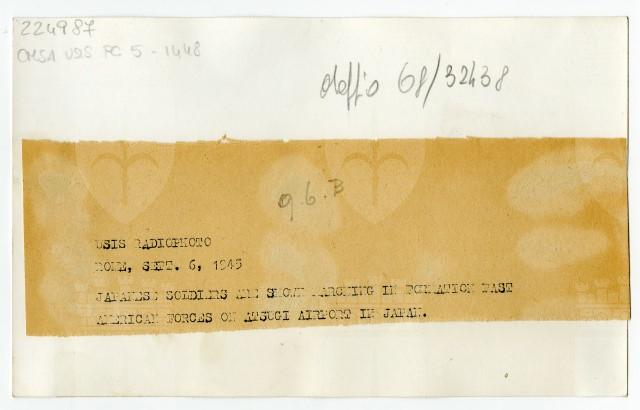 224987
CMSA USIS FC 5 - 1448
68/32438
9.6.B
USIS RADIOPHOTO
ROME, SEPT. 6, 1945
JAPANESE SOLDIERS ARE SHOWN MARCHING IN FORMATION PAST
AMERICAN FORCES ON ATSUGI AIRPORT IN JAPAN.